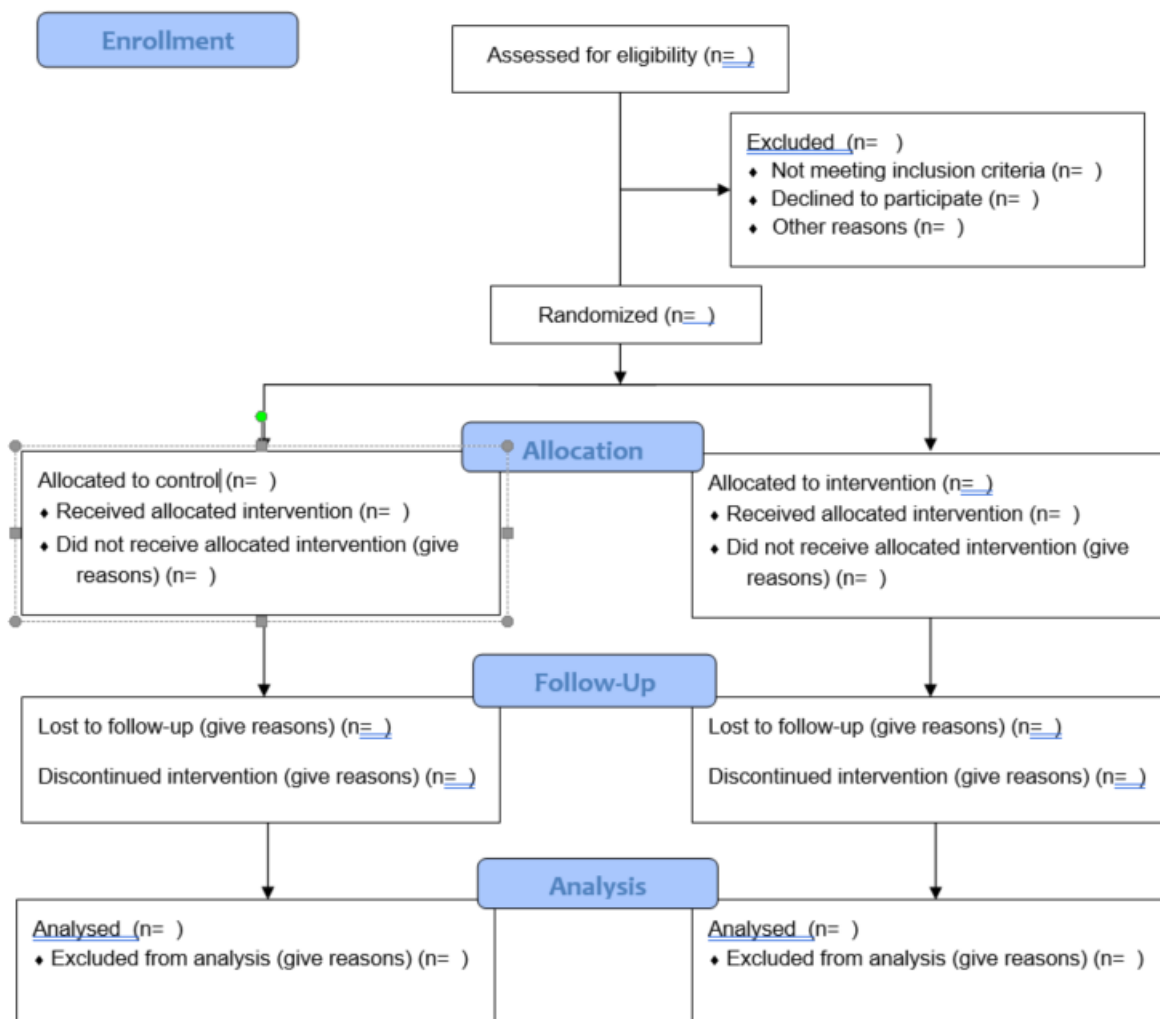 Enrollment
Assessed for eligibility (n=  )
Excluded  (n=  )
♦ Not meeting inclusion criteria (n=  )
♦ Declined to participate (n=  )
♦ Other reasons (n=  )
Randomized (n=  )
Allocation
Allocated to control (n=  )
♦ Received allocated intervention (n=  )
♦ Did not receive allocated intervention (give
reasons) (n=  )
Allocated to intervention (n=  )
♦ Received allocated intervention (n=  )
♦ Did not receive allocated intervention (give
reasons) (n=  )
Follow-Up
Lost to follow-up (give reasons) (n=  )
Discontinued intervention (give reasons) (n=  )
Lost to follow-up (give reasons) (n=  )
Discontinued intervention (give reasons) (n=  )
Analysis
Analysed  (n=  )
♦ Excluded from analysis (give reasons) (n=  )
Analysed  (n=  )
♦ Excluded from analysis (give reasons) (n=  )